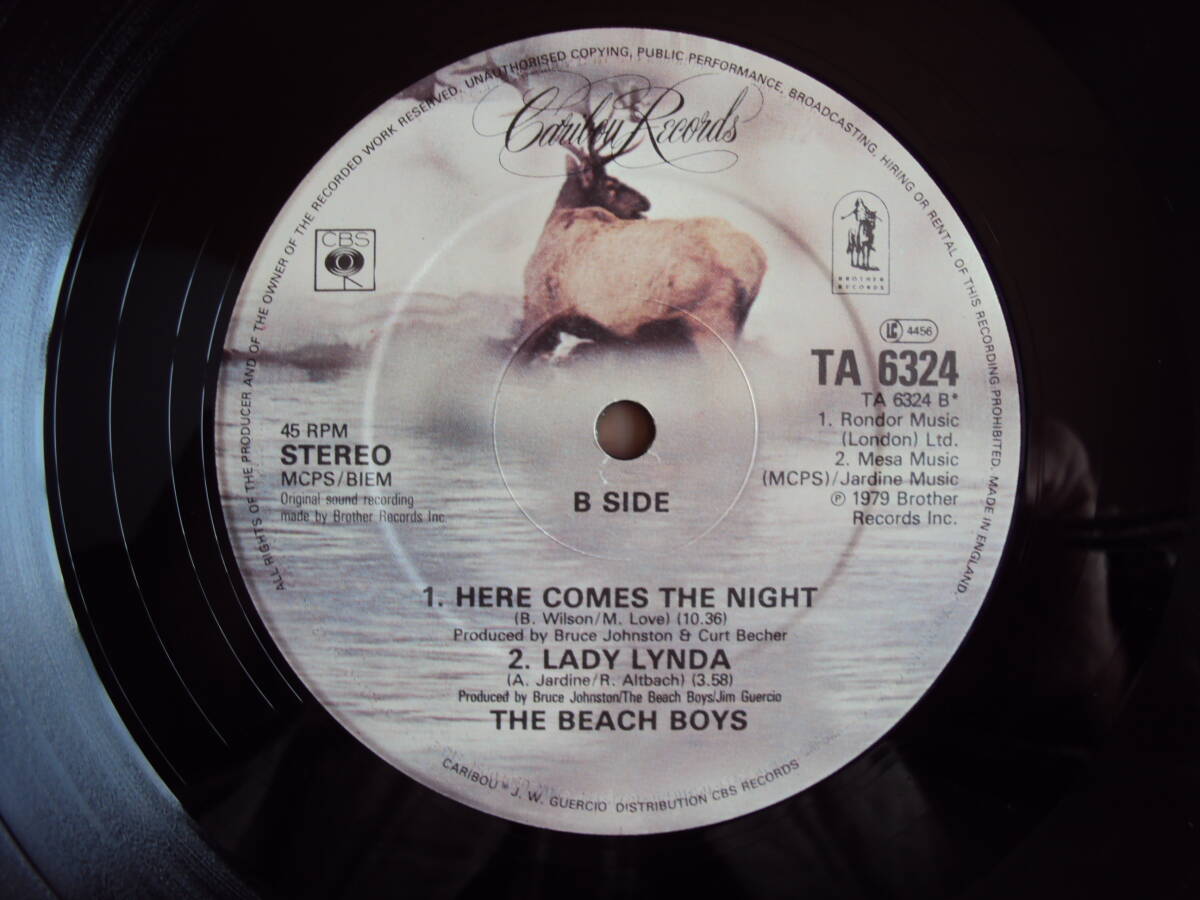 ALL RIGHTS OF THE PRODUCER AND OF THE OWNER OF THE RECORDED WORK RESERVED. UNAUTHORISED COPYING, PUBLIC PERFORMANCE, BROADCASTING, HIRING OR RENTAL OF THIS RECORDING PROHIBITED. MADE IN ENGLAND.
Caribou Records
CBS
BROTHER
RECORDS
LC 4456
TA 6324
TA 6324 B*
1. Rondor Music
(London) Ltd.
2. Mesa Music
(MCPS)/Jardine Music
℗ 1979 Brother
Records Inc.
45 RPM
STEREO
MCPS/BIEM
Original sound recording
made by Brother Records Inc.
B SIDE
1. HERE COMES THE NIGHT
(B. Wilson/M. Love) (10.36)
Produced by Bruce Johnston & Curt Becher
2. LADY LYNDA
(A. Jardine/R. Altbach) (3.58)
Produced by Bruce Johnston/The Beach Boys/Jim Guercio
THE BEACH BOYS
CARIBOU - J. W. GUERCIO DISTRIBUTION CBS RECORDS